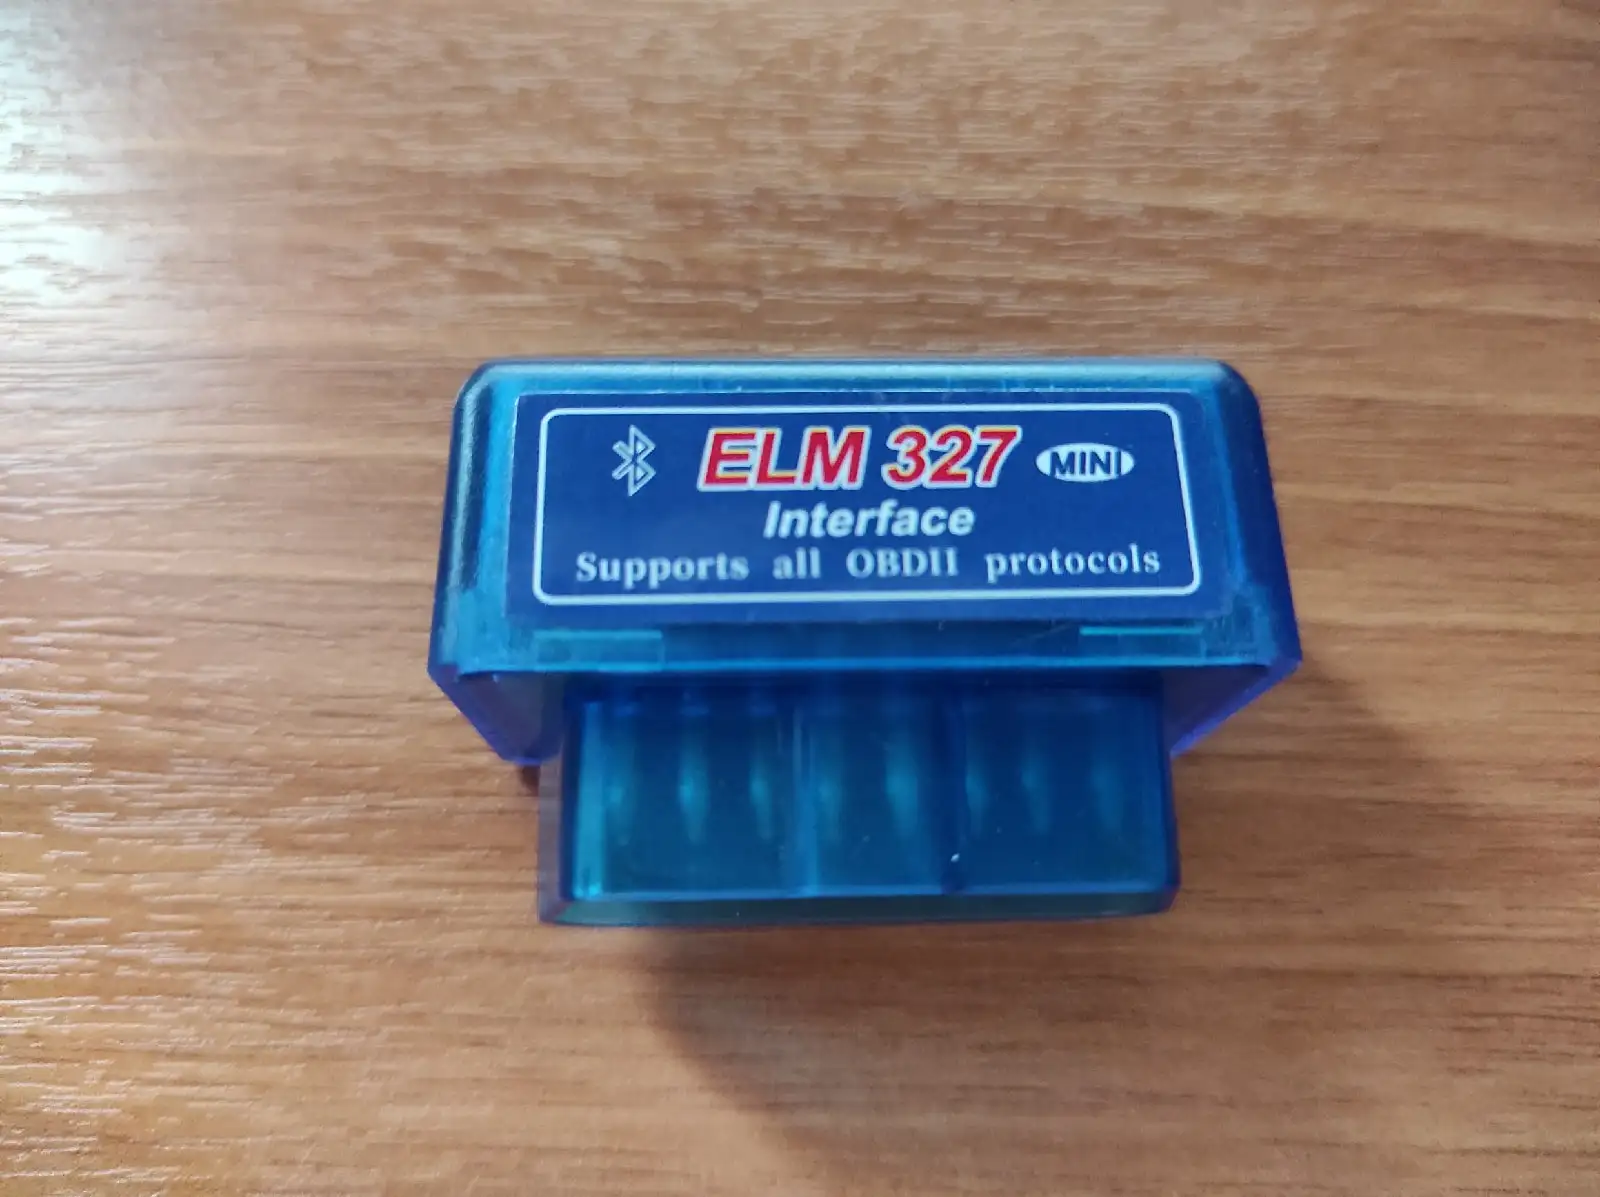 ELM 327 MINI
Interface
Supports all OBDII protocols